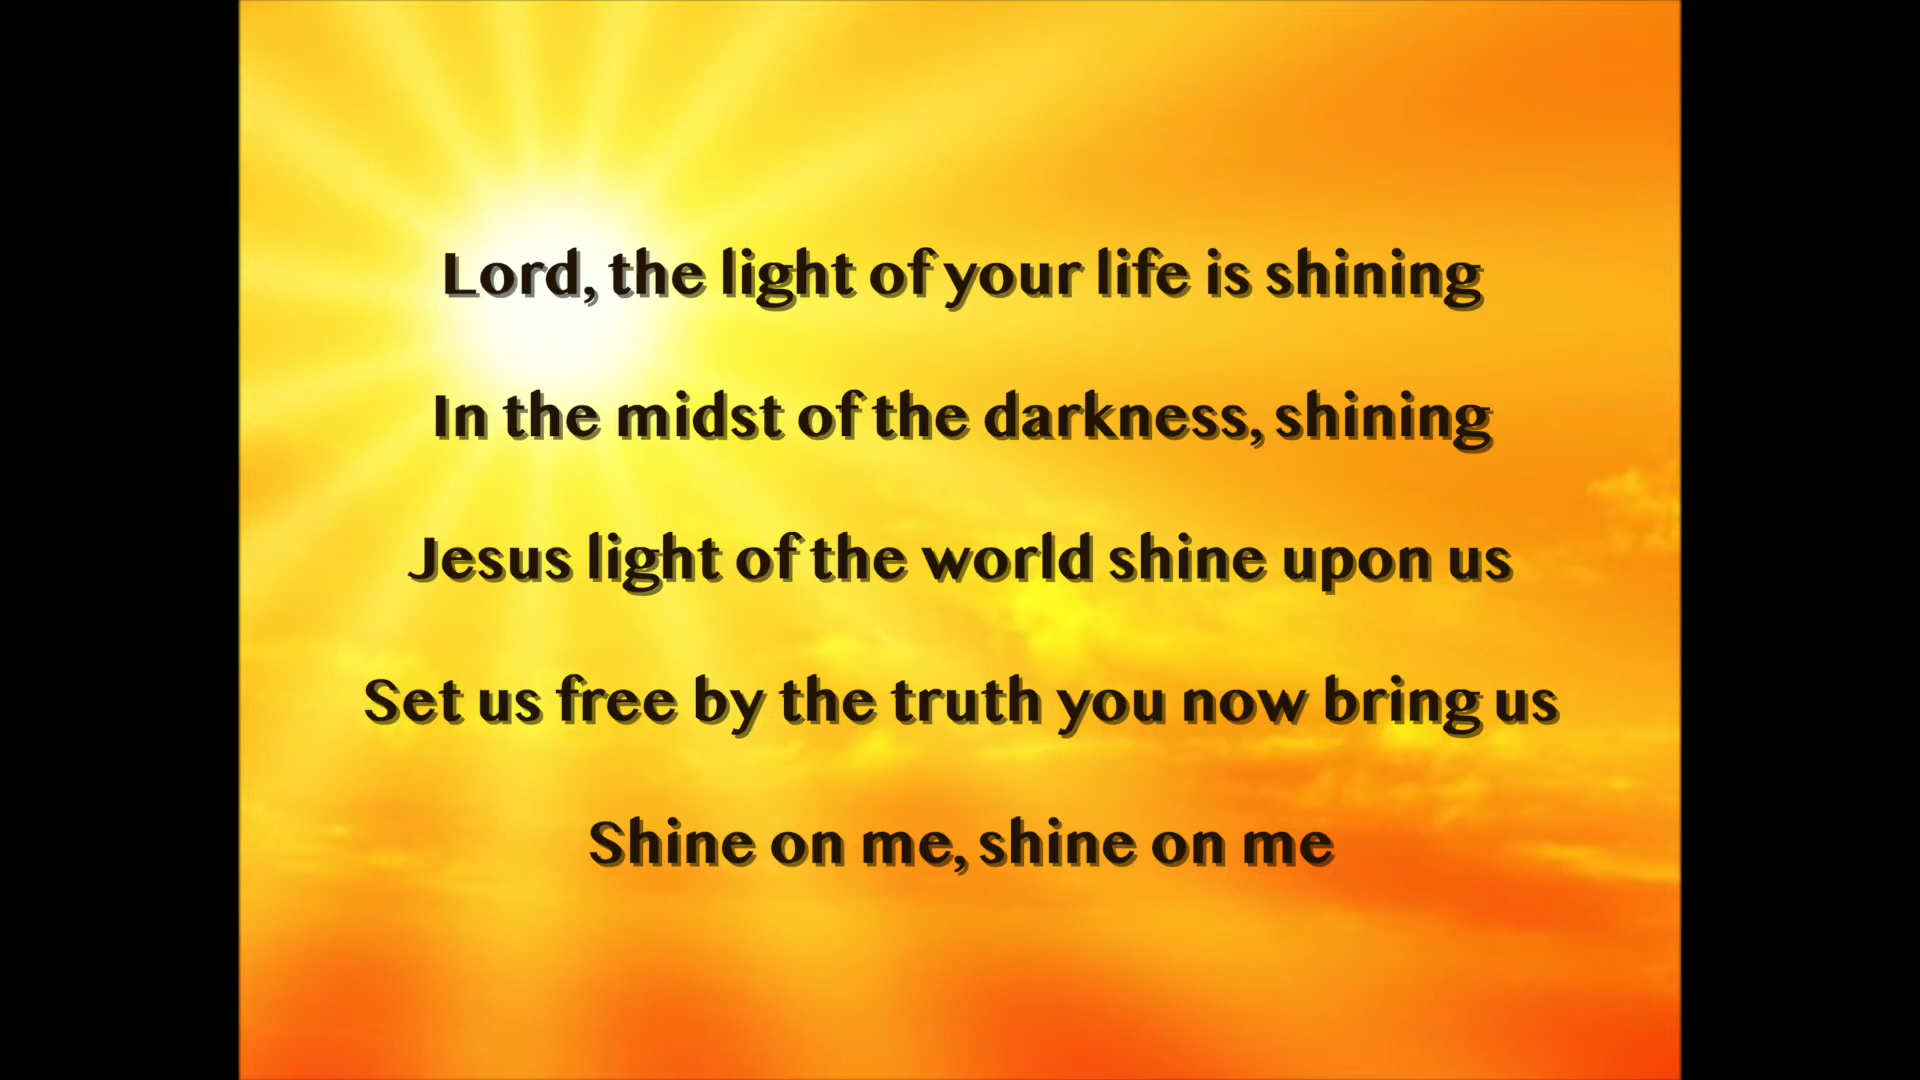 Lord, the light of your life is shining
In the midst of the darkness, shining
Jesus light of the world shine upon us
Set us free by the truth you now bring us
Shine on me, shine on me